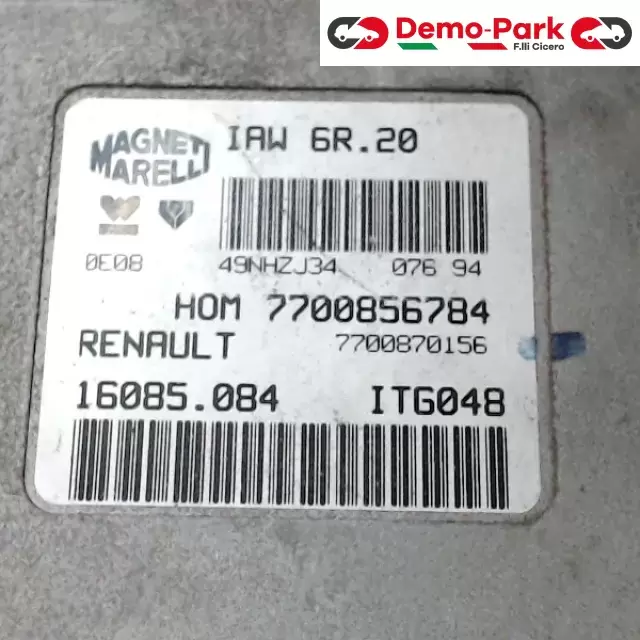 Demo-Park
F.lli Cicero
MAGNETI
MARELLI
IAW 6R.20
0E08
49NHZJ34
076 94
HOM 7700856784
RENAULT
7700870156
16085.084
ITG048